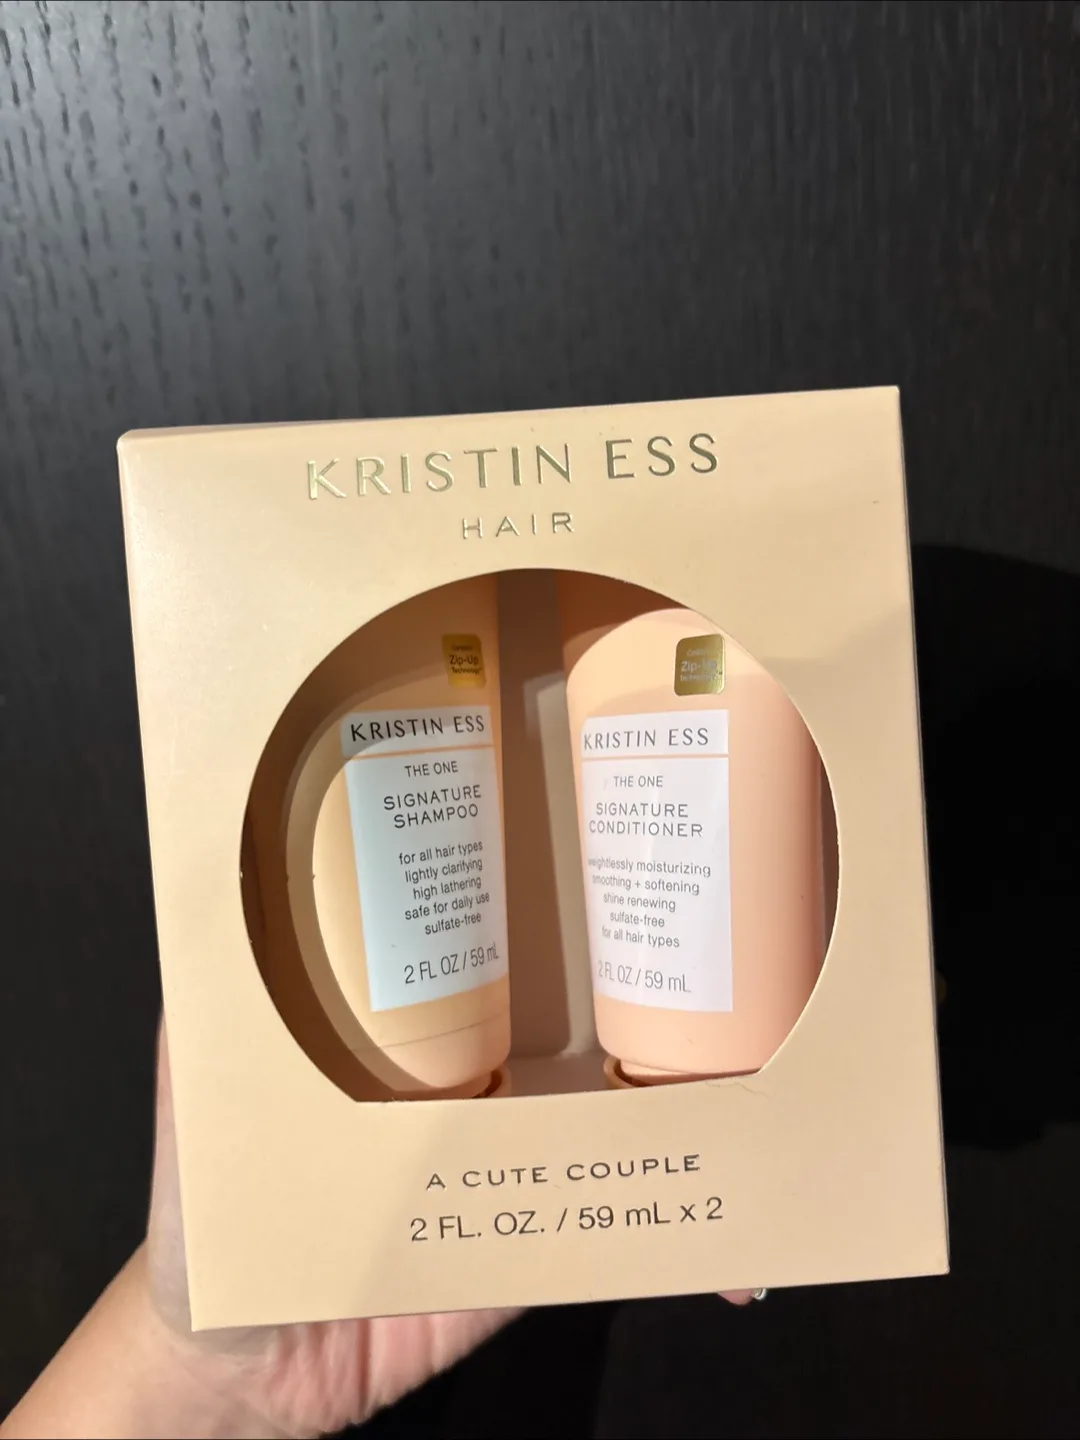 KRISTIN ESS
HAIR
Zip-Up
Technology
KRISTIN ESS
THE ONE
SIGNATURE
SHAMPOO
for all hair types
lightly clarifying
high lathering
safe for daily use
sulfate-free
2 FL OZ / 59 mL
KRISTIN ESS
THE ONE
SIGNATURE
CONDITIONER
weightlessly moisturizing
smoothing + softening
shine renewing
sulfate-free
for all hair types
2 FL OZ / 59 mL
A CUTE COUPLE
2 FL. OZ. / 59 mL x 2